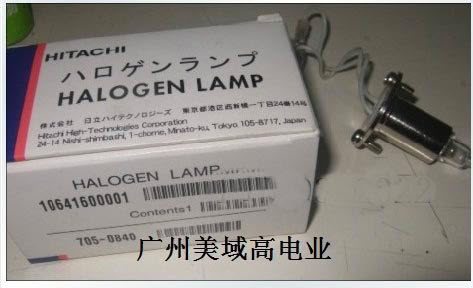 HITACHI
ハロゲンランプ
HALOGEN LAMP
株式会社 日立ハイテクノロジーズ 東京都港区西新橋一丁目24番14号
Hitachi High-Technologies Corporation
24-14 Nishi-shimbashi, 1-chome, Minato-ku, Tokyo 105-8717, Japan
HALOGEN LAMP
10641600001
Contents1
705-0840
广州美域高电业